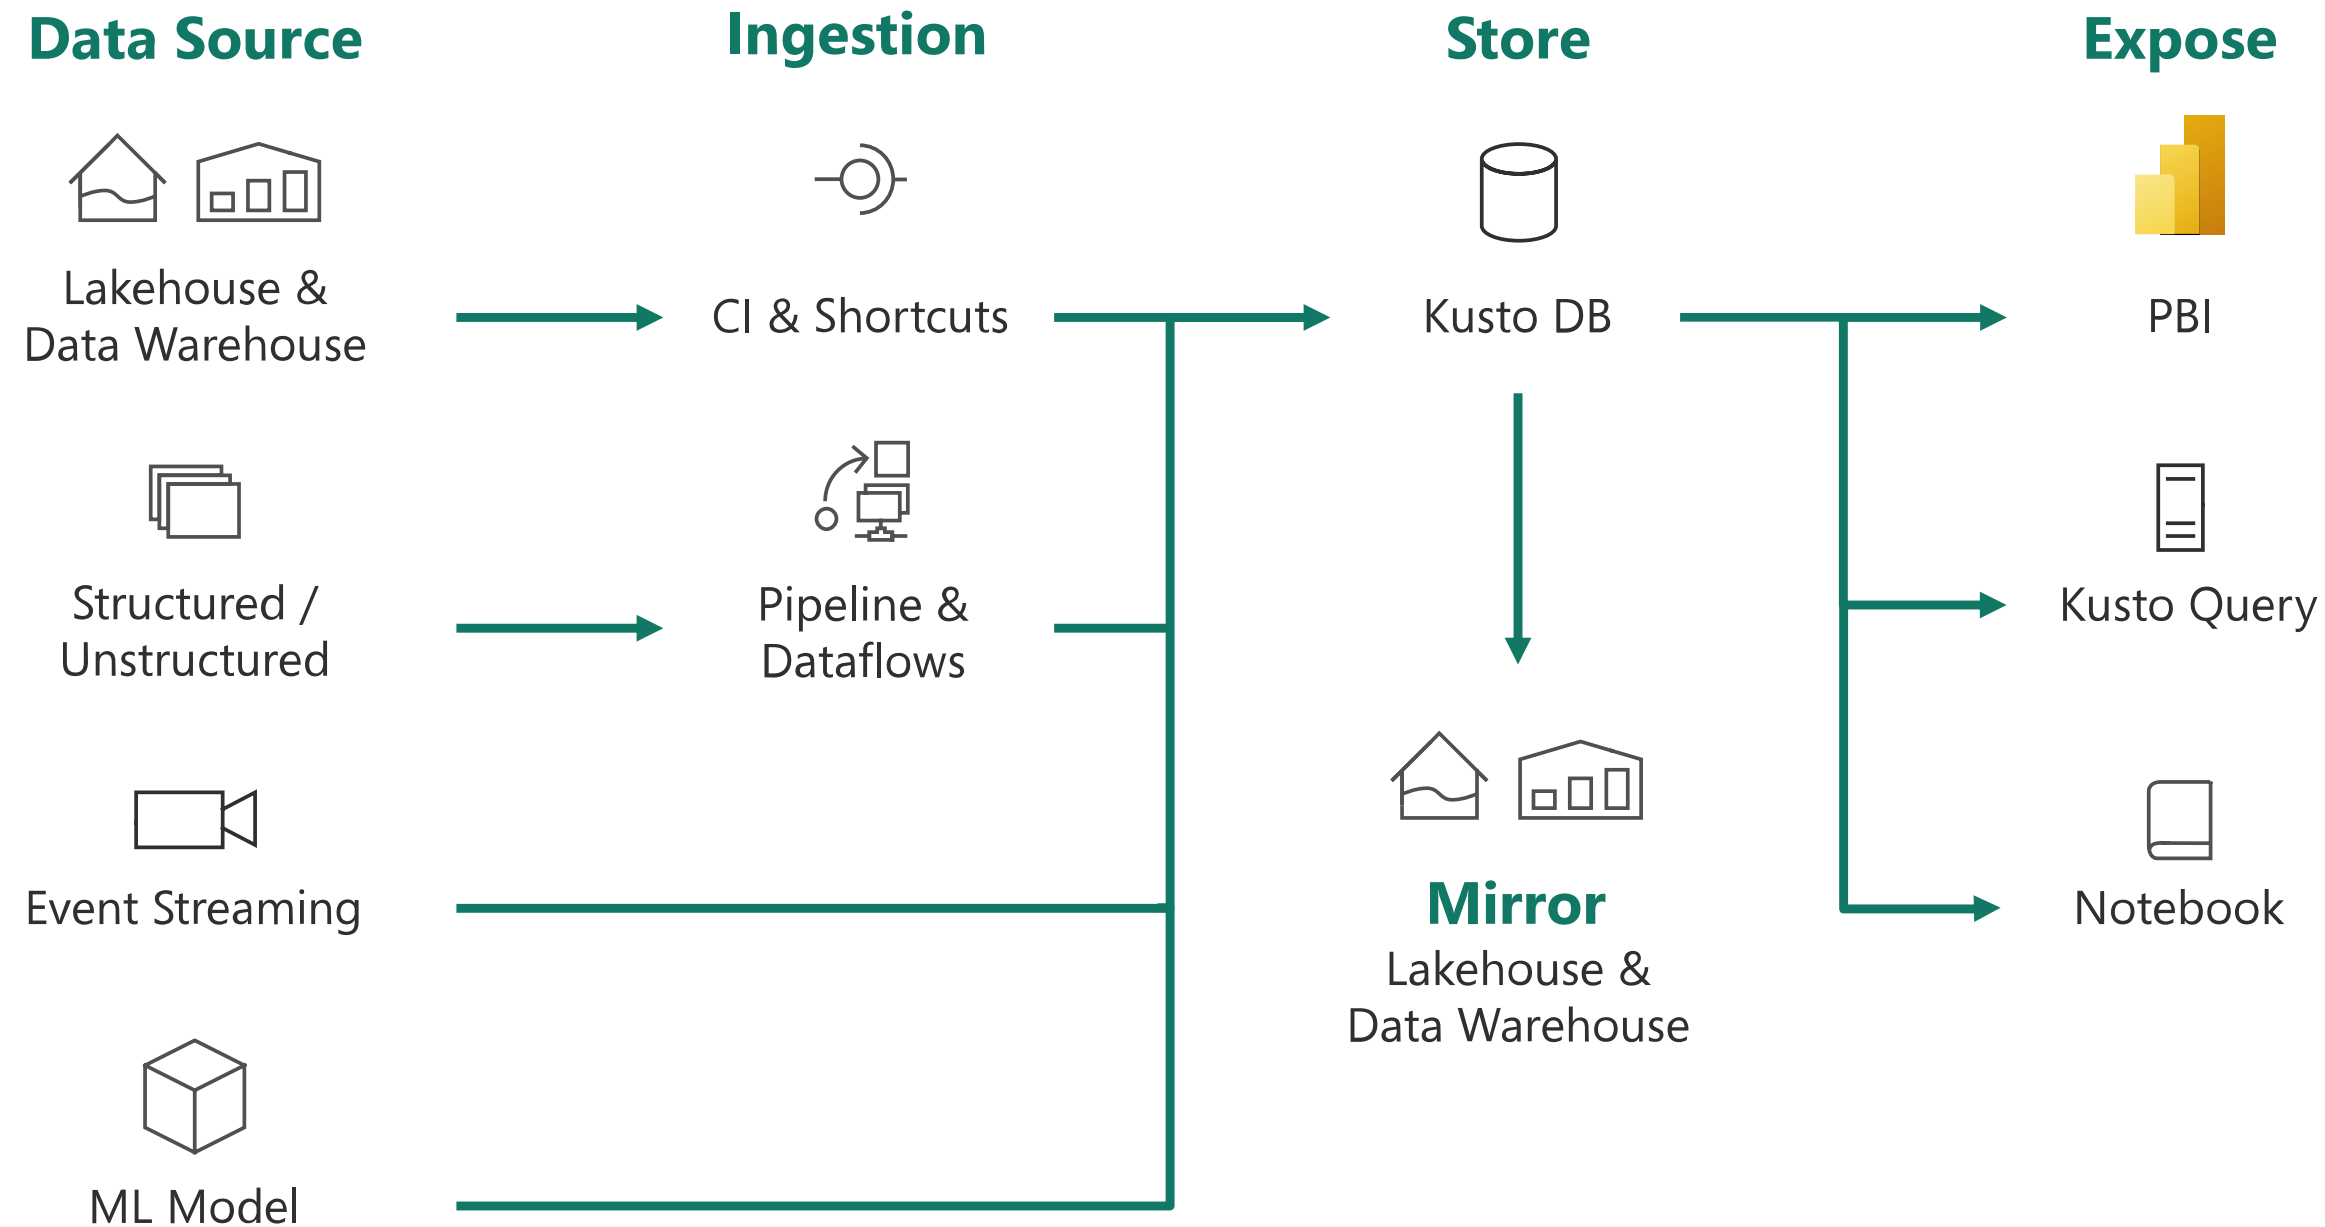 Data Source
Ingestion
Store
Expose
Lakehouse &
Data Warehouse
CI & Shortcuts
Kusto DB
PBI
Structured /
Unstructured
Pipeline &
Dataflows
Kusto Query
Event Streaming
Mirror
Lakehouse &
Data Warehouse
Notebook
ML Model